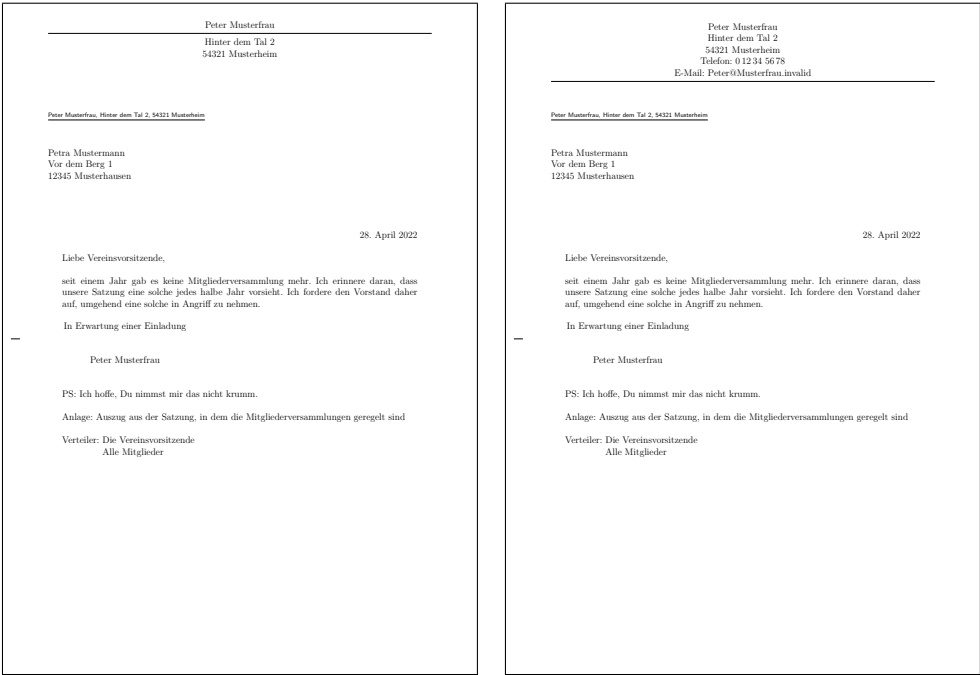 Peter Musterfrau
Hinter dem Tal 2
54321 Musterheim
Peter Musterfrau, Hinter dem Tal 2, 54321 Musterheim
Petra Mustermann
Vor dem Berg 1
12345 Musterhausen
28. April 2022
Liebe Vereinsvorsitzende,
seit einem Jahr gab es keine Mitgliederversammlung mehr. Ich erinnere daran, dass
unsere Satzung eine solche jedes halbe Jahr vorsieht. Ich fordere den Vorstand daher
auf, umgehend eine solche in Angriff zu nehmen.
In Erwartung einer Einladung
Peter Musterfrau
PS: Ich hoffe, Du nimmst mir das nicht krumm.
Anlage: Auszug aus der Satzung, in dem die Mitgliederversammlungen geregelt sind
Verteiler: Die Vereinsvorsitzende
Alle Mitglieder
Peter Musterfrau
Hinter dem Tal 2
54321 Musterheim
Telefon: 0 12 34 56 78
E-Mail: Peter@Musterfrau.invalid
Peter Musterfrau, Hinter dem Tal 2, 54321 Musterheim
Petra Mustermann
Vor dem Berg 1
12345 Musterhausen
28. April 2022
Liebe Vereinsvorsitzende,
seit einem Jahr gab es keine Mitgliederversammlung mehr. Ich erinnere daran, dass
unsere Satzung eine solche jedes halbe Jahr vorsieht. Ich fordere den Vorstand daher
auf, umgehend eine solche in Angriff zu nehmen.
In Erwartung einer Einladung
Peter Musterfrau
PS: Ich hoffe, Du nimmst mir das nicht krumm.
Anlage: Auszug aus der Satzung, in dem die Mitgliederversammlungen geregelt sind
Verteiler: Die Vereinsvorsitzende
Alle Mitglieder